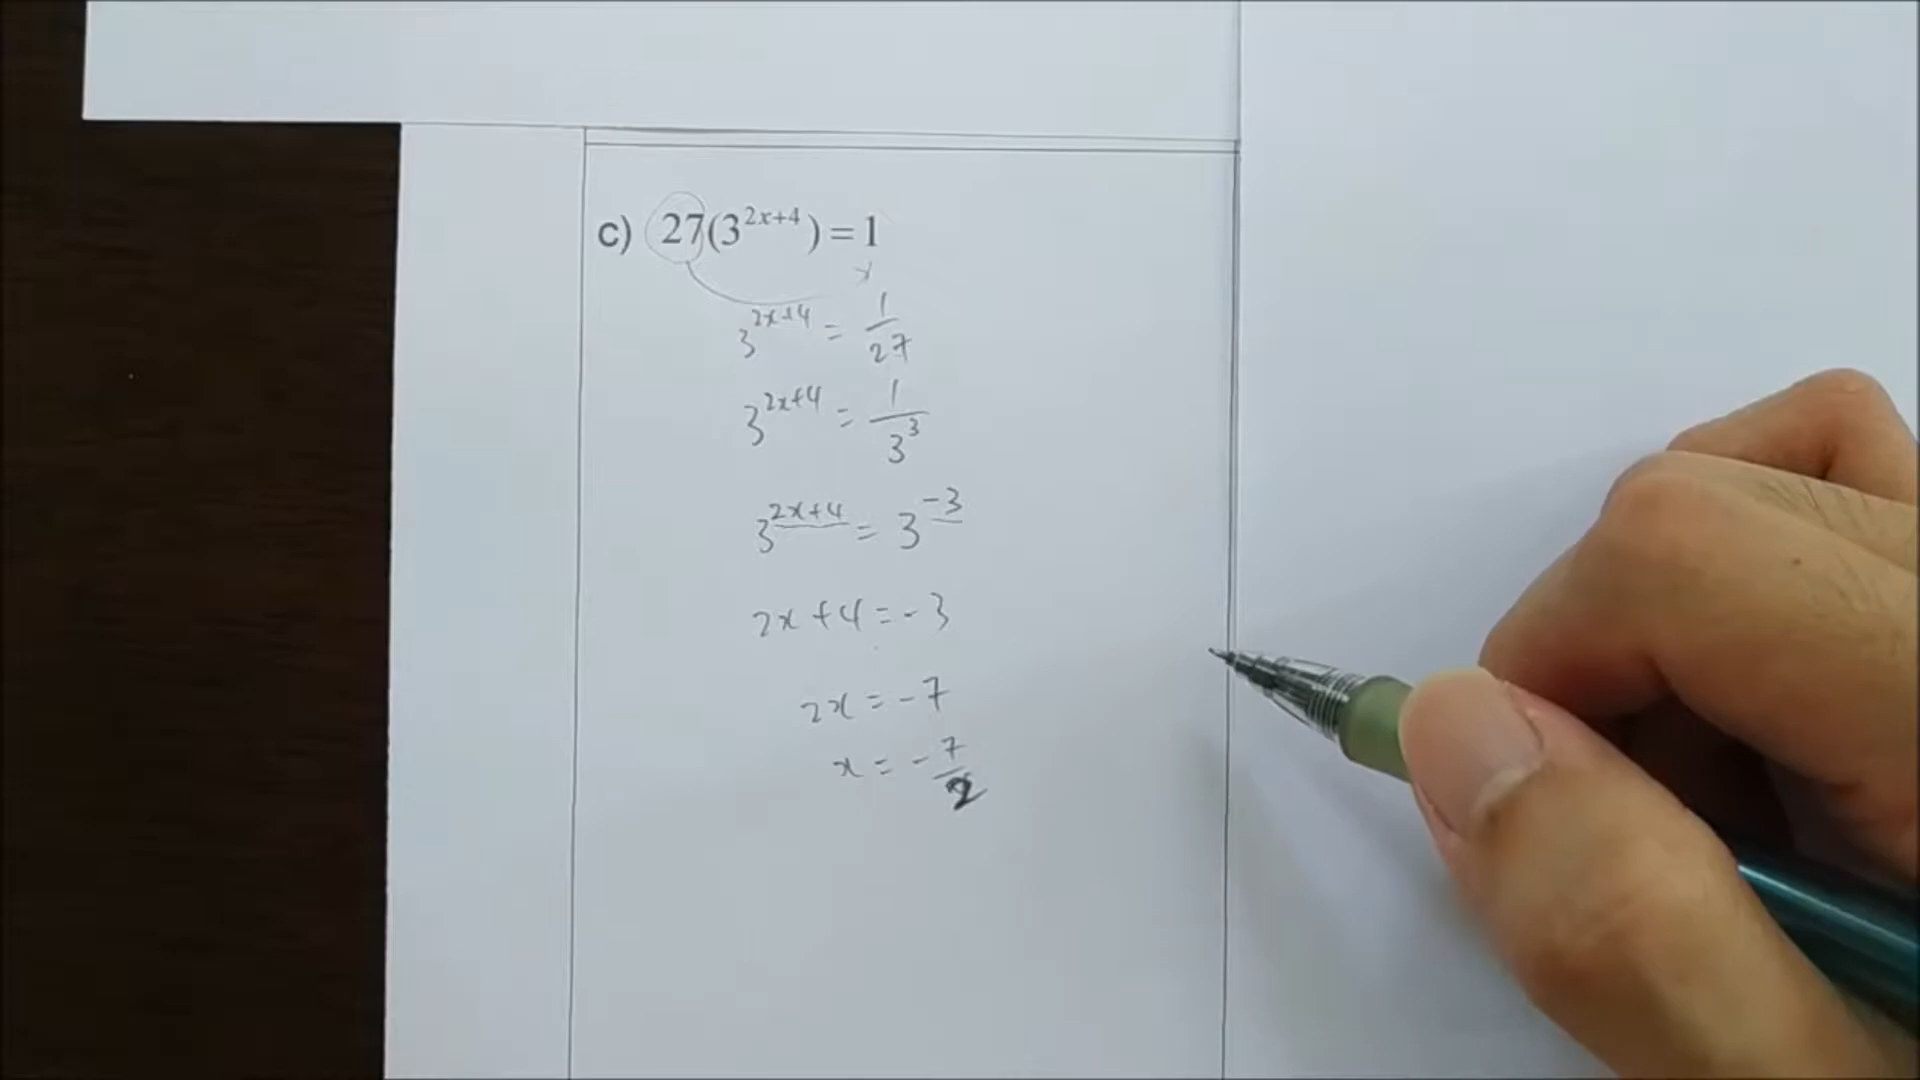 c) 27(3^{2x+4}) = 1
3^{2x+4} = 1/27
3^{2x+4} = 1/3^3
3^{2x+4} = 3^{-3}
2x + 4 = -3
2x = -7
x = -7/2